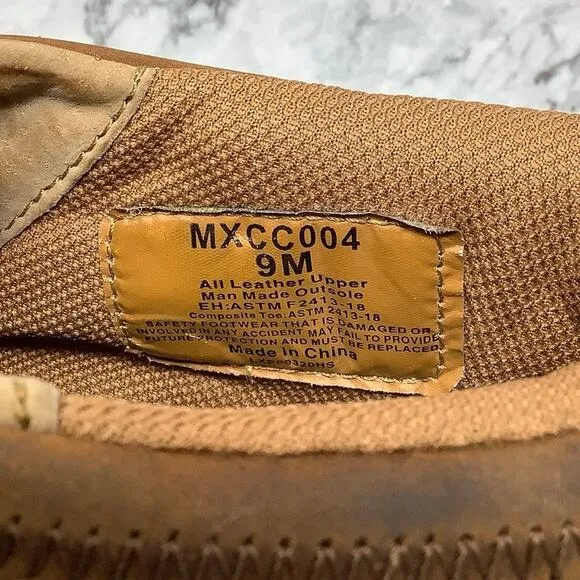 MXCC004
9M
All Leather Upper
Man Made Outsole
EH:ASTM F2413-18
Composite Toe:ASTM 2413-18
SAFETY FOOTWEAR THAT IS DAMAGED OR
INVOLVED IN ANY ACCIDENT MAY FAIL TO PROVIDE
FUTURE PROTECTION AND MUST BE REPLACED
Made in China